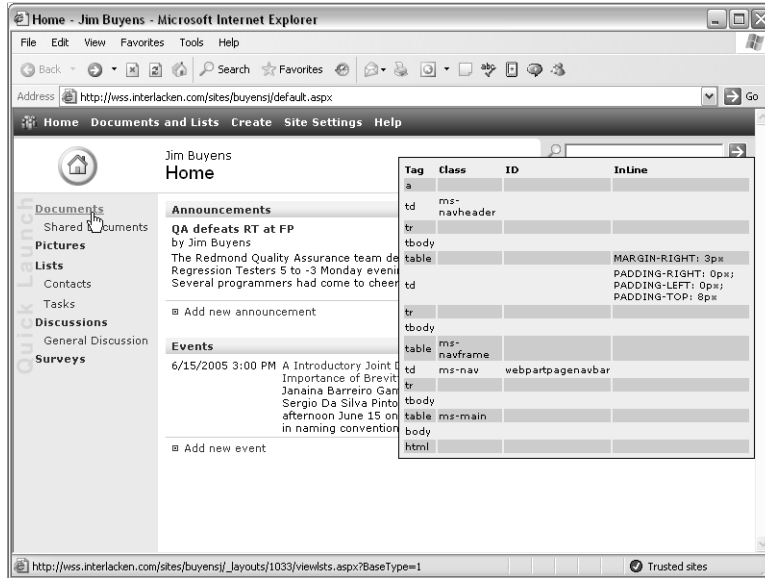 Home - Jim Buyens - Microsoft Internet Explorer
File Edit View Favorites Tools Help
Back Search Favorites
Address http://wss.interlacken.com/sites/buyensj/default.aspx Go
Home Documents and Lists Create Site Settings Help
Jim Buyens
Home
Quick Launch
Documents
Shared Documents
Pictures
Lists
Contacts
Tasks
Discussions
General Discussion
Surveys
Announcements
QA defeats RT at FP
by Jim Buyens
The Redmond Quality Assurance team de
Regression Testers 5 to -3 Monday eveni
Several programmers had come to cheer
Add new announcement
Events
6/15/2005 3:00 PM A Introductory Joint D
Importance of Brevit
Janaina Barreiro Gam
Sergio Da Silva Pinto
afternoon June 15 on
in naming convention
Add new event
Tag Class ID InLine
a
td ms-
navheader
tr
tbody
table MARGIN-RIGHT: 3px
td PADDING-RIGHT: 0px;
PADDING-LEFT: 0px;
PADDING-TOP: 8px
tr
tbody
table ms-
navframe
td ms-nav webpartpagenavbar
tr
tbody
table ms-main
body
html
http://wss.interlacken.com/sites/buyensj/_layouts/1033/viewlsts.aspx?BaseType=1 Trusted sites